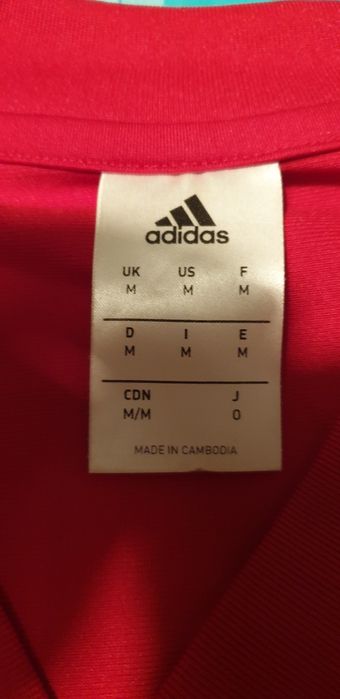 adidas
UK US F
M M M
D I E
M M M
CDN J
M/M O
MADE IN CAMBODIA